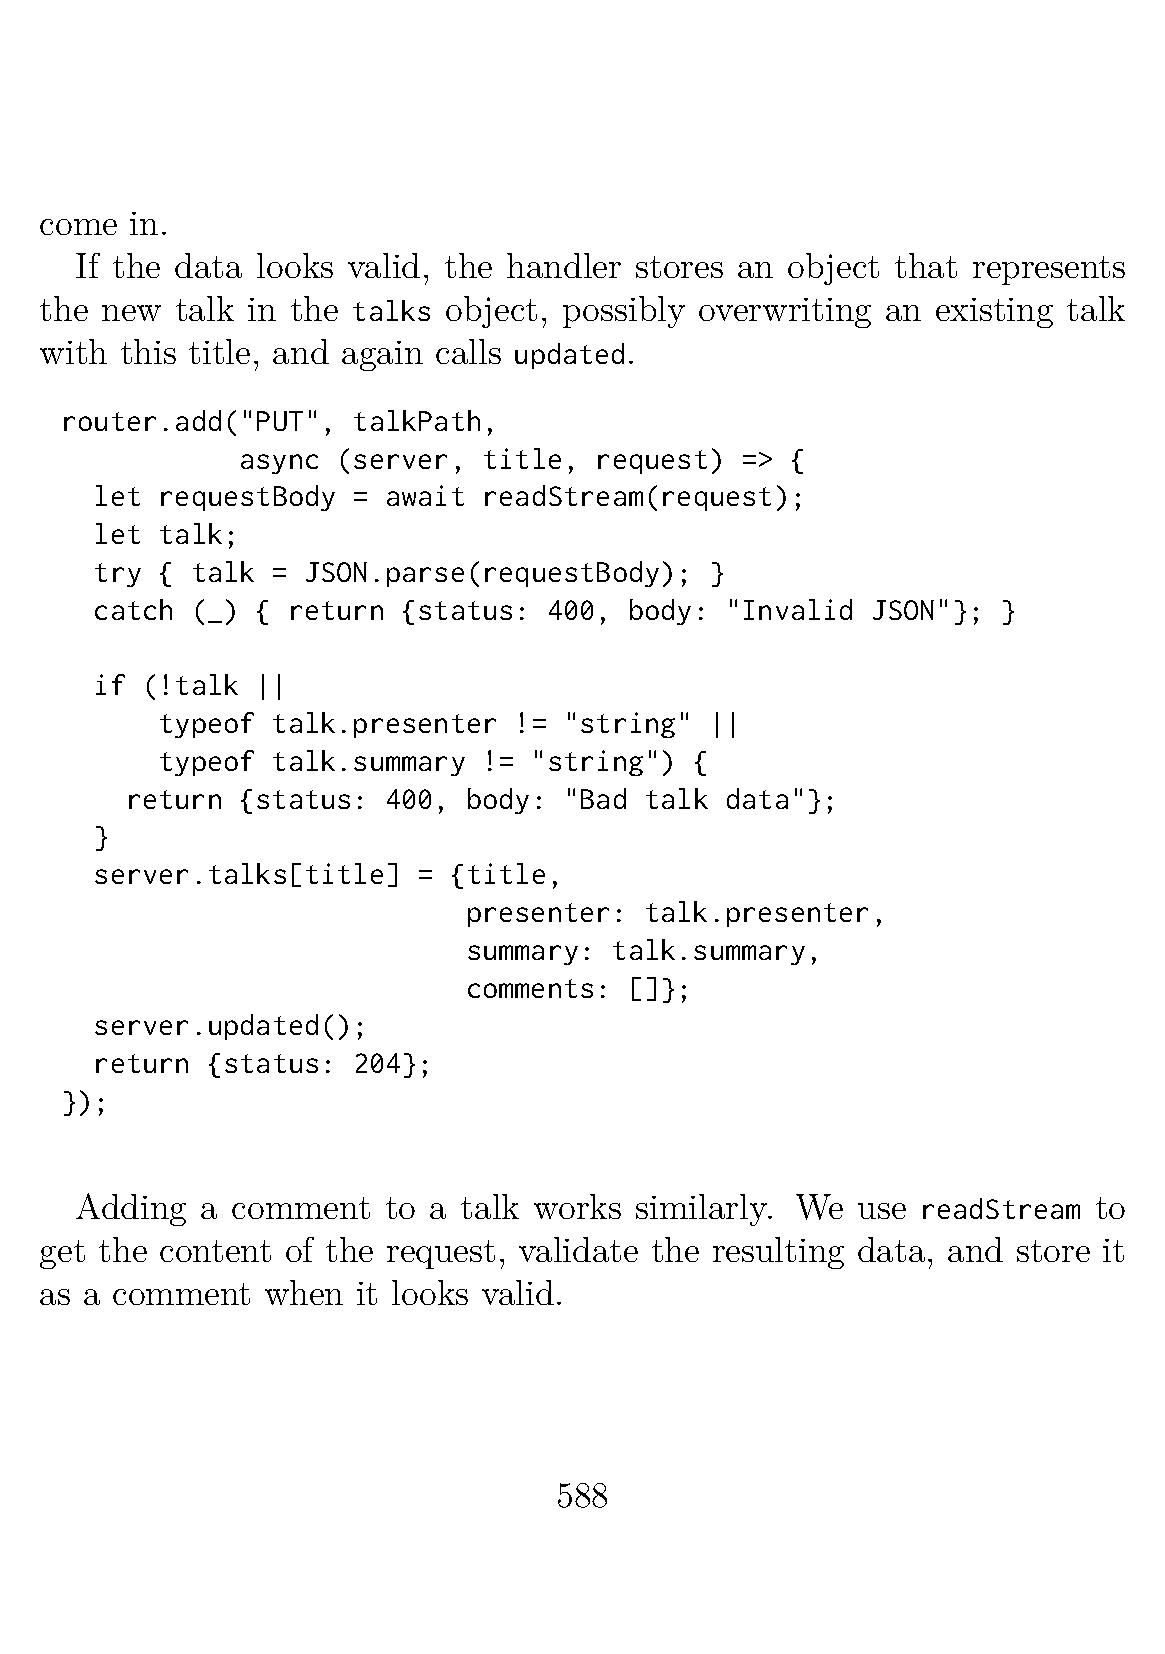 come in.
If the data looks valid, the handler stores an object that represents
the new talk in the talks object, possibly overwriting an existing talk
with this title, and again calls updated.
router.add("PUT", talkPath,
           async (server, title, request) => {
  let requestBody = await readStream(request);
  let talk;
  try { talk = JSON.parse(requestBody); }
  catch (_) { return {status: 400, body: "Invalid JSON"}; }

  if (!talk ||
      typeof talk.presenter != "string" ||
      typeof talk.summary != "string") {
    return {status: 400, body: "Bad talk data"};
  }
  server.talks[title] = {title,
                         presenter: talk.presenter,
                         summary: talk.summary,
                         comments: []};
  server.updated();
  return {status: 204};
});
Adding a comment to a talk works similarly. We use readStream to
get the content of the request, validate the resulting data, and store it
as a comment when it looks valid.
588